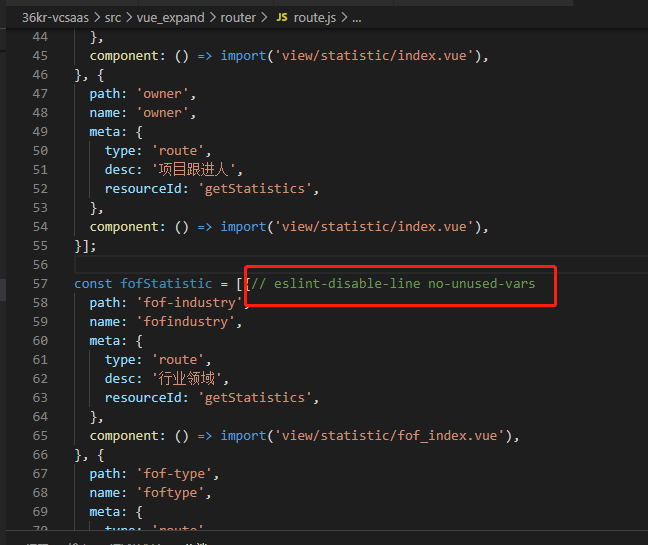 36kr-vcsaas > src > vue_expand > router > JS route.js > ...
44 },
45 component: () => import('view/statistic/index.vue'),
46 }, {
47 path: 'owner',
48 name: 'owner',
49 meta: {
50 type: 'route',
51 desc: '项目跟进人',
52 resourceId: 'getStatistics',
53 },
54 component: () => import('view/statistic/index.vue'),
55 }];
56
57 const fofStatistic = [{// eslint-disable-line no-unused-vars
58 path: 'fof-industry',
59 name: 'fofindustry',
60 meta: {
61 type: 'route',
62 desc: '行业领域',
63 resourceId: 'getStatistics',
64 },
65 component: () => import('view/statistic/fof_index.vue'),
66 }, {
67 path: 'fof-type',
68 name: 'foftype',
69 meta: {
70 type: 'route'